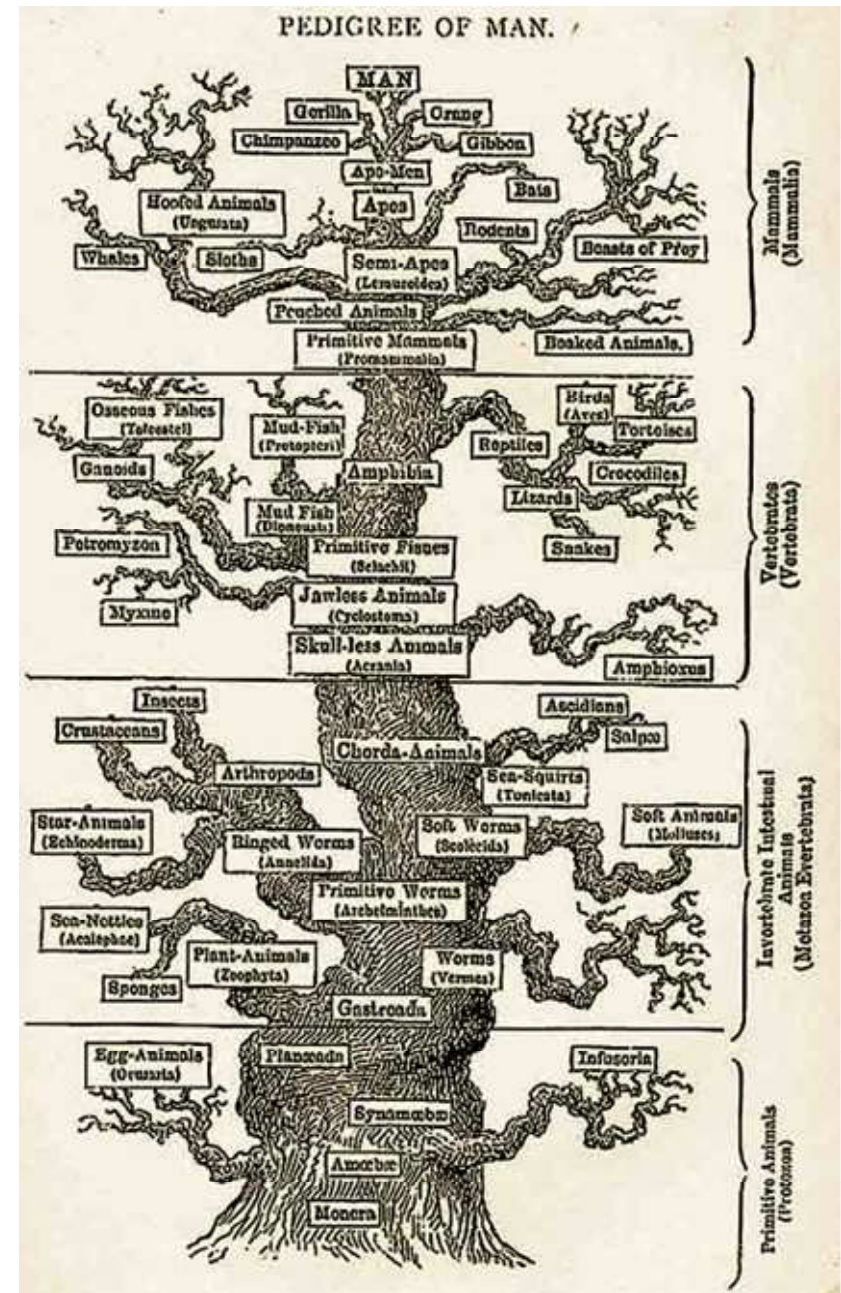 PEDIGREE OF MAN.
MAN
Gorilla
Orang
Chimpanzee
Gibbon
Ape-Men
Bats
Apes
Hoofed Animals
(Ungulata)
Rodents
Beasts of Prey
Whales
Sloths
Semi-Apes
(Lemuroidea)
Pouched Animals
Primitive Mammals
(Promammalia)
Beaked Animals.
Mammals
(Mammalia)
Osseous Fishes
(Teleostei)
Mud-Fish
(Protopteri)
Birds
(Aves)
Tortoises
Reptiles
Ganoids
Amphibia
Crocodiles
Lizards
Mud Fish
(Dipneusta)
Petromyzon
Primitive Fishes
(Selachii)
Snakes
Jawless Animals
(Cyclostoma)
Myxine
Skull-less Animals
(Acrania)
Amphioxus
Vertebrates
(Vertebrata)
Insects
Ascidians
Crustaceans
Salpæ
Chorda-Animals
Arthropods
Sea-Squirts
(Tunicata)
Star-Animals
(Echinoderma)
Ringed Worms
(Annelida)
Soft Worms
(Scolecida)
Soft Animals
(Molluscs)
Primitive Worms
(Archelminthes)
Sea-Nettles
(Acalephae)
Plant-Animals
(Zoophyta)
Worms
(Vermes)
Sponges
Gastreada
Invertebrate Intestinal
Animals
(Metazoa Evertebrata)
Egg-Animals
(Ovularia)
Planæada
Infusoria
Synamœbæ
Amœbæ
Monera
Primitive Animals
(Protozoa)